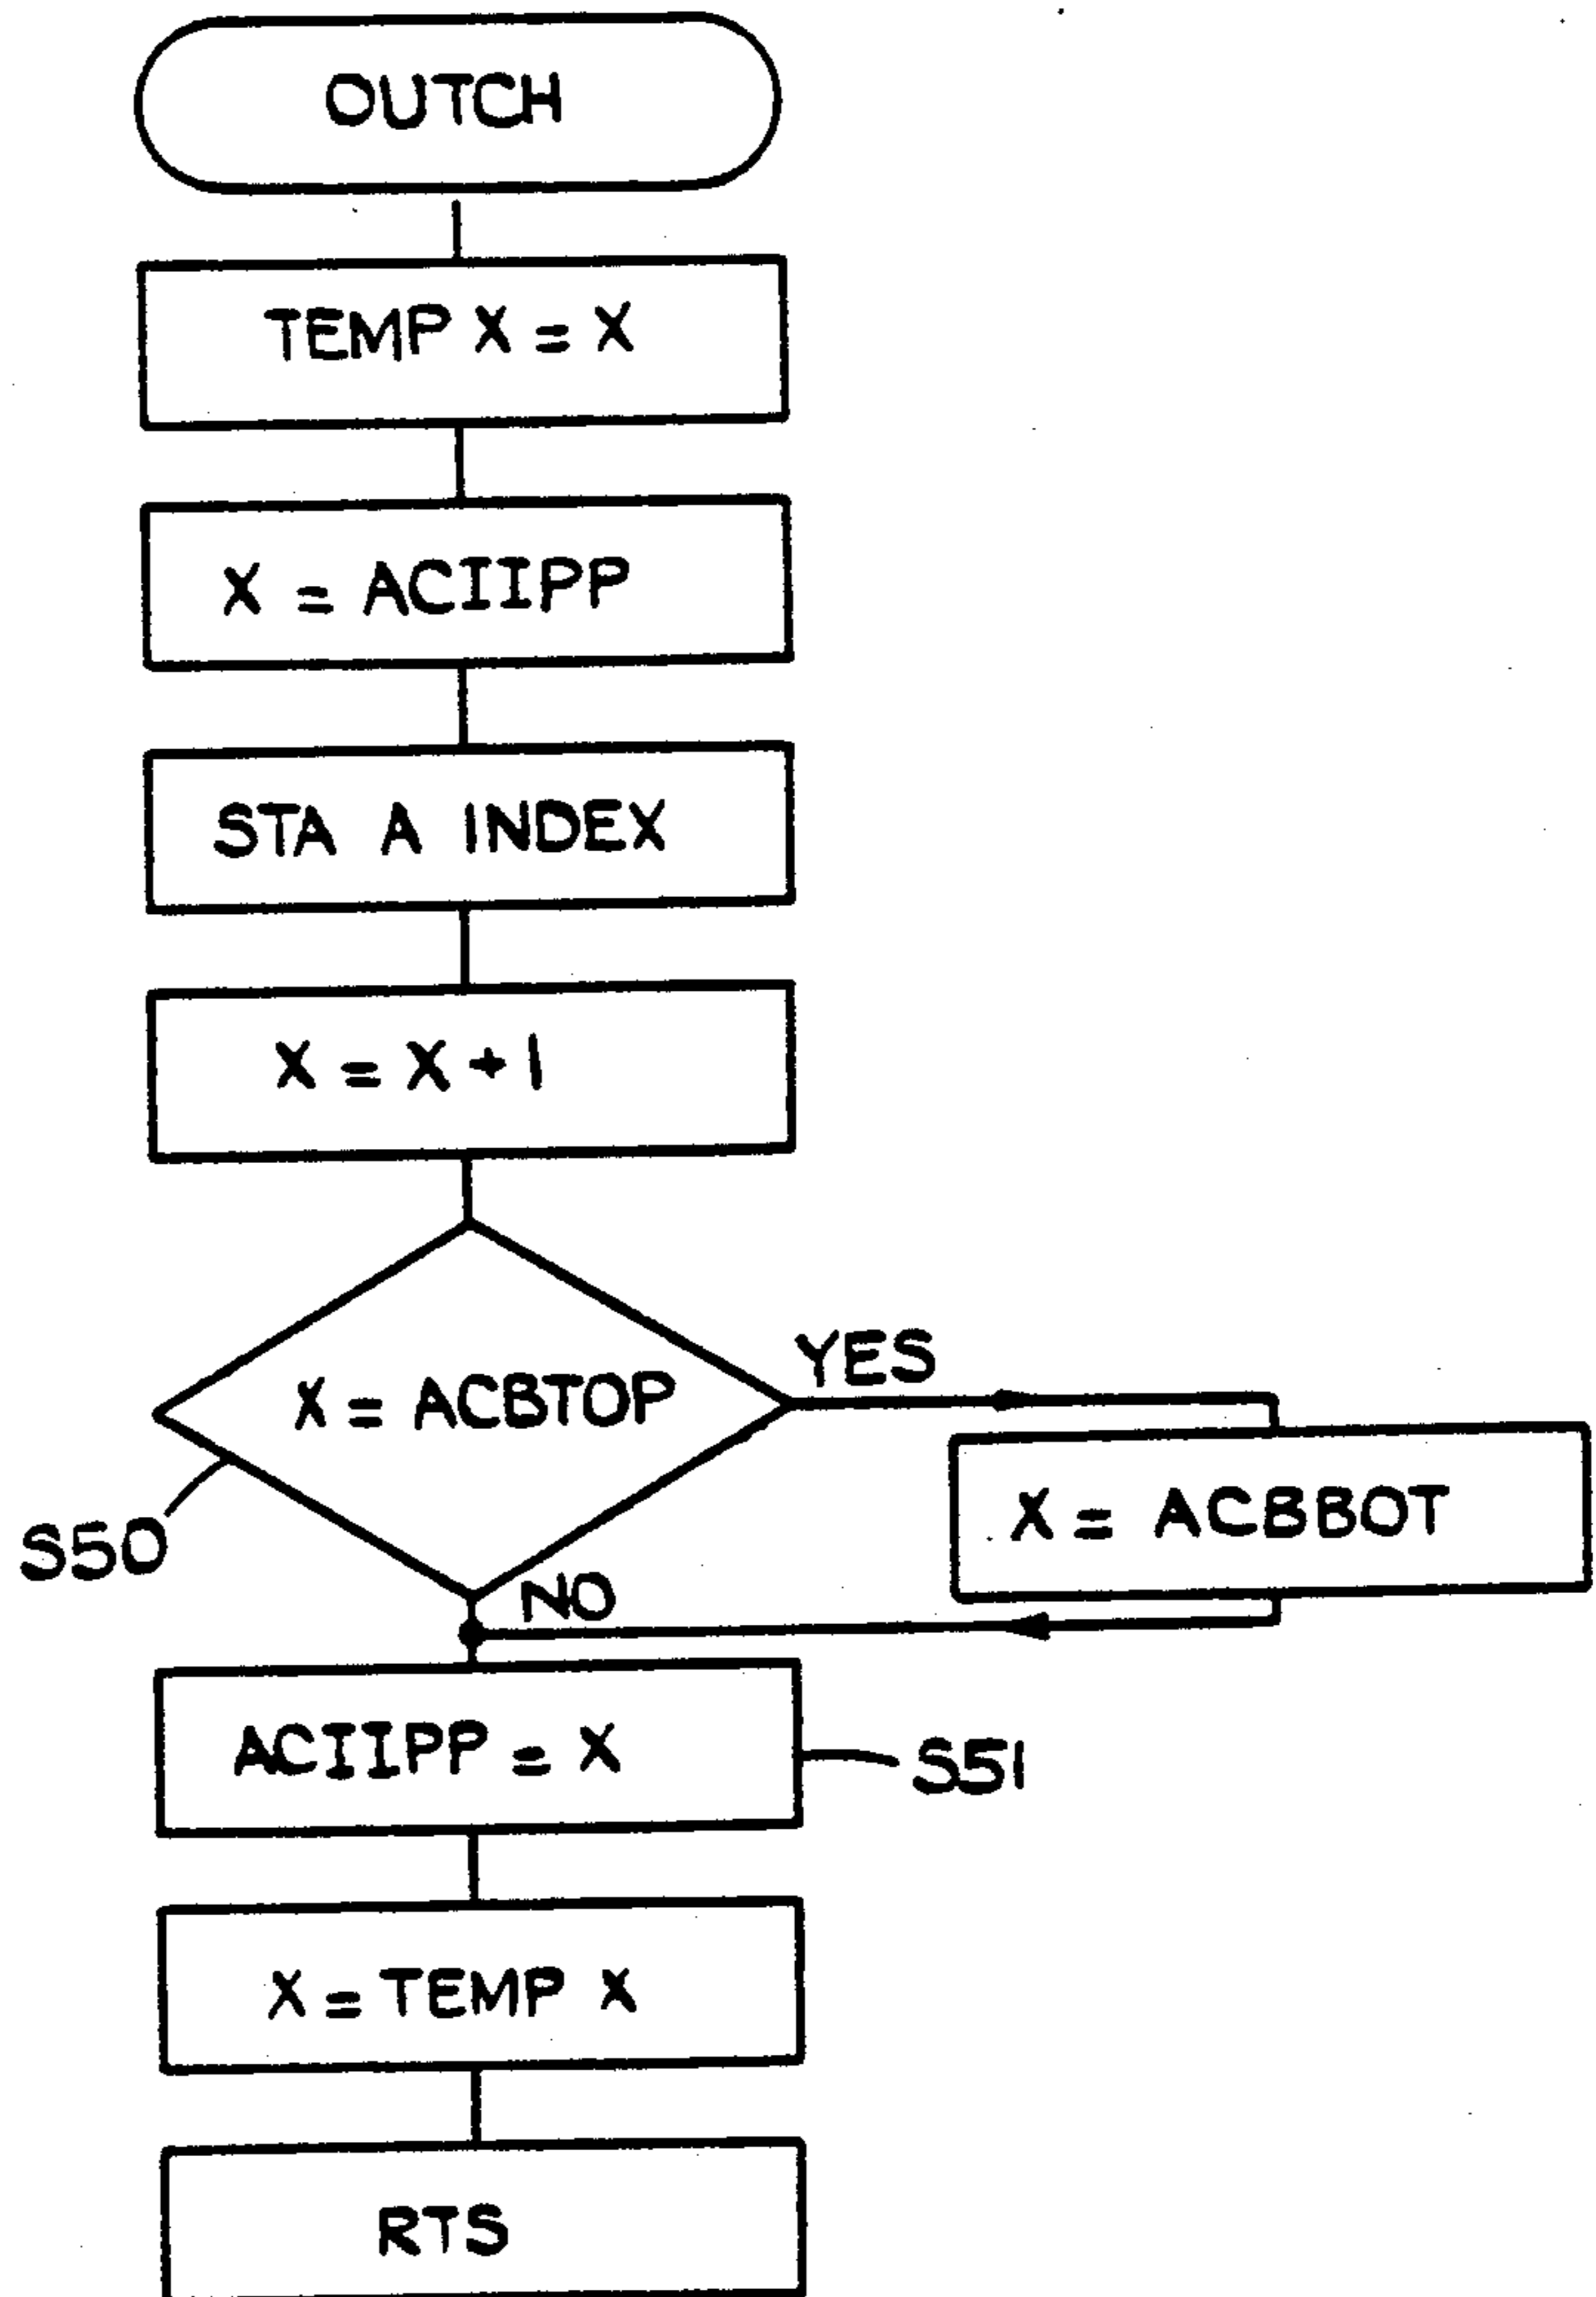 OUTCH
TEMP X = X
X = ACIIPP
STA A INDEX
X = X + 1
X = ACBTOP
YES
X = ACBBOT
S50
NO
ACIIPP = X
S51
X = TEMP X
RTS